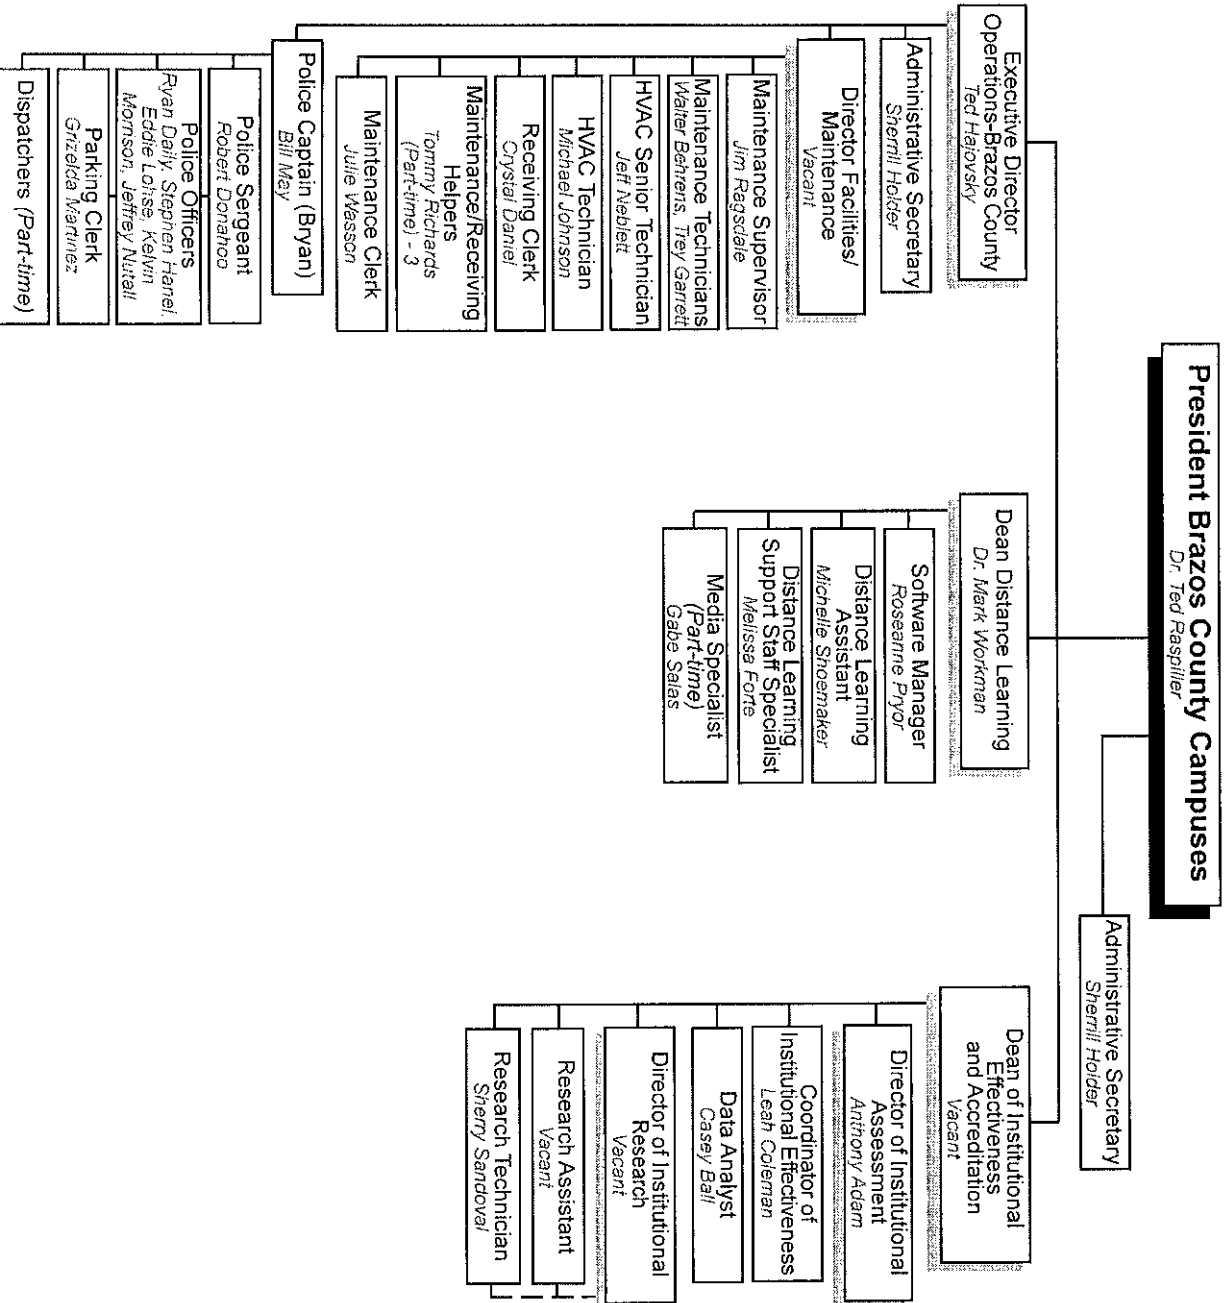 President Brazos County Campuses
Dr. Ted Raspiller
Administrative Secretary
Sherrill Holder
Executive Director
Operations-Brazos County
Ted Hajovsky
Administrative Secretary
Sherrill Holder
Director Facilities/
Maintenance
Vacant
Maintenance Supervisor
Jim Ragsdale
Maintenance Technicians
Walter Behrens, Trey Garrett
HVAC Senior Technician
Jeff Neblett
HVAC Technician
Michael Johnson
Receiving Clerk
Crystal Daniel
Maintenance/Receiving
Helpers
Tommy Richards
(Part-time) - 3
Maintenance Clerk
Julie Wasson
Police Captain (Bryan)
Bill May
Police Sergeant
Robert Donahoo
Police Officers
Ryan Daily, Stephen Hanel,
Eddie Lohse, Kelvin
Morrison, Jeffrey Nutall
Parking Clerk
Grizelda Martinez
Dispatchers (Part-time)
Dean Distance Learning
Dr. Mark Workman
Software Manager
Roseanne Pryor
Distance Learning
Assistant
Michelle Shoemaker
Distance Learning
Support Staff Specialist
Melissa Forte
Media Specialist
(Part-time)
Gabe Salas
Dean of Institutional
Effectiveness
and Accreditation
Vacant
Director of Institutional
Assessment
Anthony Adam
Coordinator of
Institutional Effectiveness
Leah Coleman
Data Analyst
Casey Ball
Director of Institutional
Research
Vacant
Research Assistant
Vacant
Research Technician
Sherry Sandoval